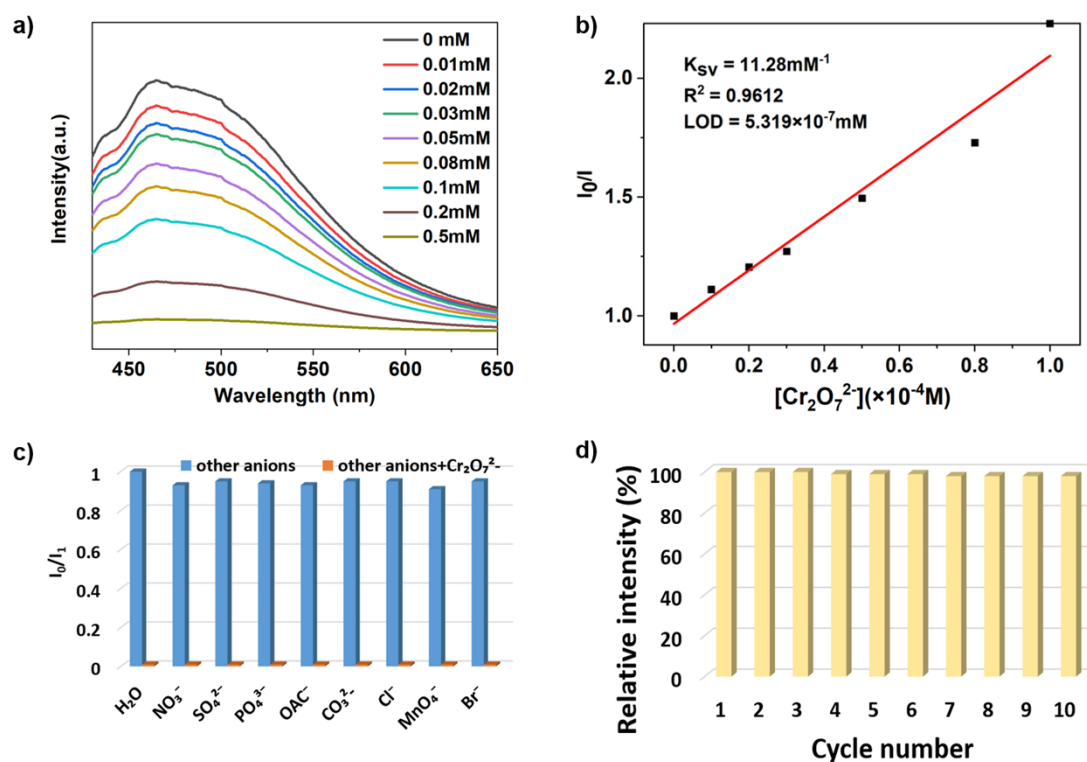 a)
Intensity(a.u.)
0 mM
0.01mM
0.02mM
0.03mM
0.05mM
0.08mM
0.1mM
0.2mM
0.5mM
450 500 550 600 650
Wavelength (nm)
b)
I₀/I
2.0
1.5
1.0
K_SV = 11.28mM⁻¹
R² = 0.9612
LOD = 5.319×10⁻⁷mM
0.0 0.2 0.4 0.6 0.8 1.0
[Cr₂O₇²⁻](×10⁻⁴M)
c)
other anions other anions+Cr₂O₇²⁻
I₀/I₁
1
0.8
0.6
0.4
0.2
0
H₂O NO₃⁻ SO₄²⁻ PO₄³⁻ OAC⁻ CO₃²⁻ Cl⁻ MnO₄⁻ Br⁻
d)
Relative intensity (%)
100
80
60
40
20
0
1 2 3 4 5 6 7 8 9 10
Cycle number